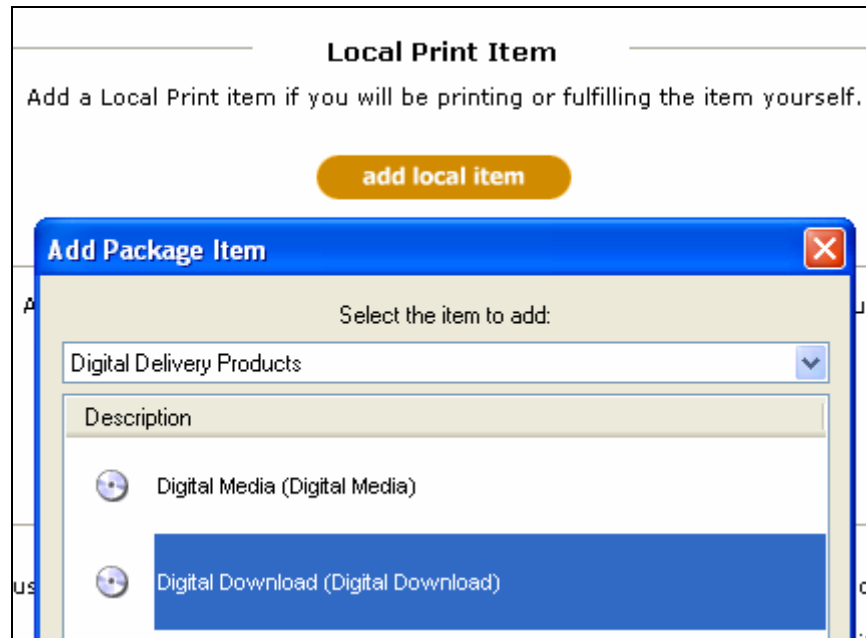 Local Print Item
Add a Local Print item if you will be printing or fulfilling the item yourself.
add local item
Add Package Item
Select the item to add:
Digital Delivery Products
Description
Digital Media (Digital Media)
Digital Download (Digital Download)